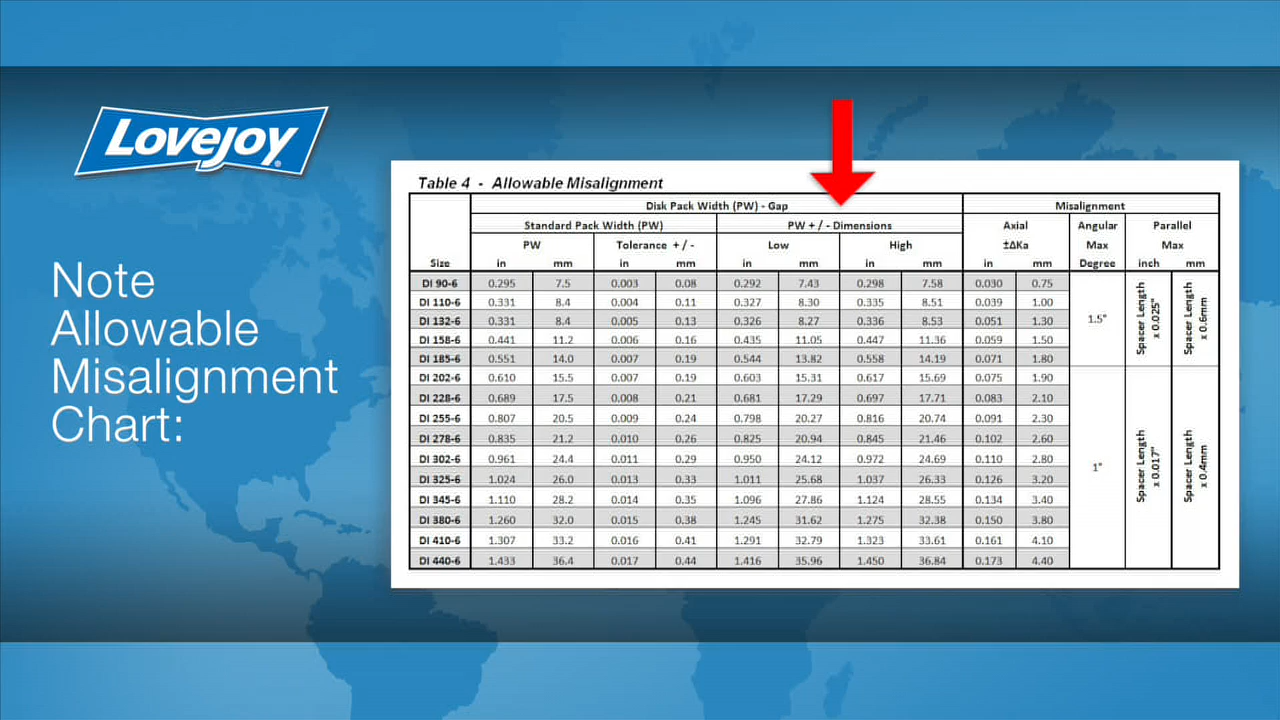 Lovejoy®
Note
Allowable
Misalignment
Chart:
Table 4 - Allowable Misalignment
Disk Pack Width (PW) - Gap Misalignment
Standard Pack Width (PW) PW + / - Dimensions Axial Angular Parallel
PW Tolerance + / - Low High ±ΔKa Max Max
Size in mm in mm in mm in mm in mm Degree inch mm
DI 90-6 0.295 7.5 0.003 0.08 0.292 7.43 0.298 7.58 0.030 0.75
DI 110-6 0.331 8.4 0.004 0.11 0.327 8.30 0.335 8.51 0.039 1.00
DI 132-6 0.331 8.4 0.005 0.13 0.326 8.27 0.336 8.53 0.051 1.30
DI 158-6 0.441 11.2 0.006 0.16 0.435 11.05 0.447 11.36 0.059 1.50
DI 185-6 0.551 14.0 0.007 0.19 0.544 13.82 0.558 14.19 0.071 1.80
DI 202-6 0.610 15.5 0.007 0.19 0.603 15.31 0.617 15.69 0.075 1.90
DI 228-6 0.689 17.5 0.008 0.21 0.681 17.29 0.697 17.71 0.083 2.10
DI 255-6 0.807 20.5 0.009 0.24 0.798 20.27 0.816 20.74 0.091 2.30
DI 278-6 0.835 21.2 0.010 0.26 0.825 20.94 0.845 21.46 0.102 2.60
DI 302-6 0.961 24.4 0.011 0.29 0.950 24.12 0.972 24.69 0.110 2.80
DI 325-6 1.024 26.0 0.013 0.33 1.011 25.68 1.037 26.33 0.126 3.20
DI 345-6 1.110 28.2 0.014 0.35 1.096 27.86 1.124 28.55 0.134 3.40
DI 380-6 1.260 32.0 0.015 0.38 1.245 31.62 1.275 32.38 0.150 3.80
DI 410-6 1.307 33.2 0.016 0.41 1.291 32.79 1.323 33.61 0.161 4.10
DI 440-6 1.433 36.4 0.017 0.44 1.416 35.96 1.450 36.84 0.173 4.40
1.5°
Spacer Length
x 0.025"
Spacer Length
x 0.6mm
1°
Spacer Length
x 0.017"
Spacer Length
x 0.4mm